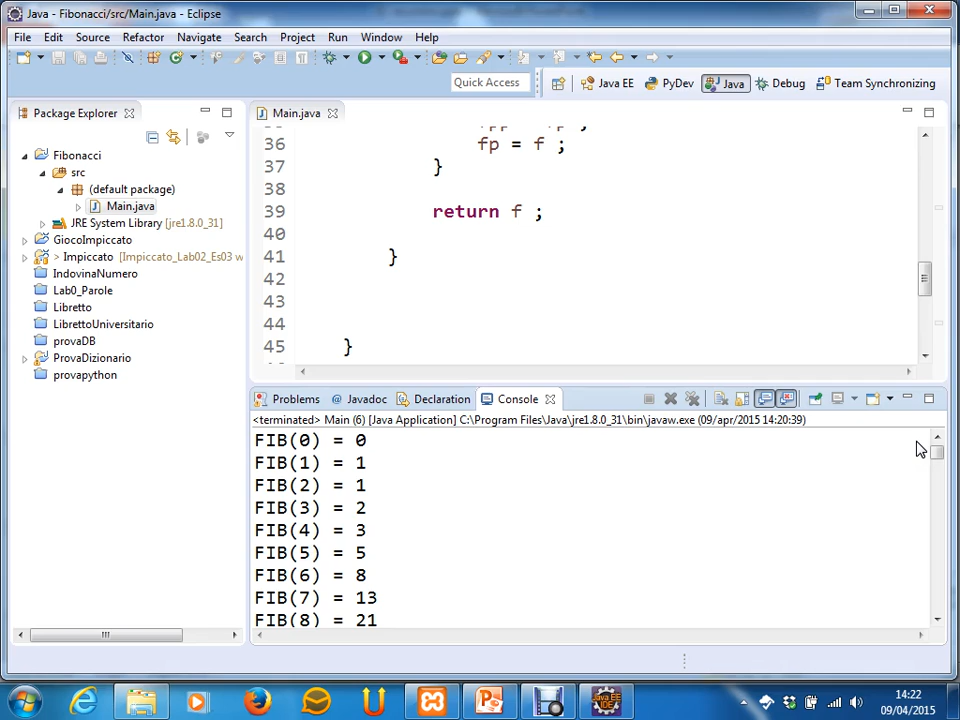 Java - Fibonacci/src/Main.java - Eclipse
File Edit Source Refactor Navigate Search Project Run Window Help
Quick Access Java EE PyDev Java Debug Team Synchronizing
Package Explorer
Fibonacci
src
(default package)
Main.java
JRE System Library [jre1.8.0_31]
GiocoImpiccato
> Impiccato [Impiccato_Lab02_Es03 w
IndovinaNumero
Lab0_Parole
Libretto
LibrettoUniversitario
provaDB
ProvaDizionario
provapython
Main.java
36 fp = f ;
37 }
38
39 return f ;
40
41 }
42
43
44
45 }
Problems @ Javadoc Declaration Console
<terminated> Main (6) [Java Application] C:\Program Files\Java\jre1.8.0_31\bin\javaw.exe (09/apr/2015 14:20:39)
FIB(0) = 0
FIB(1) = 1
FIB(2) = 1
FIB(3) = 2
FIB(4) = 3
FIB(5) = 5
FIB(6) = 8
FIB(7) = 13
FIB(8) = 21
Java EE
IDE
14:22
09/04/2015